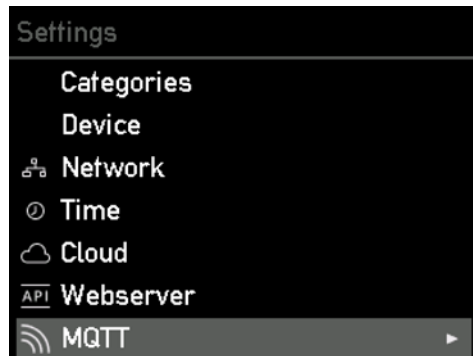 Settings
Categories
Device
Network
Time
Cloud
API Webserver
MQTT